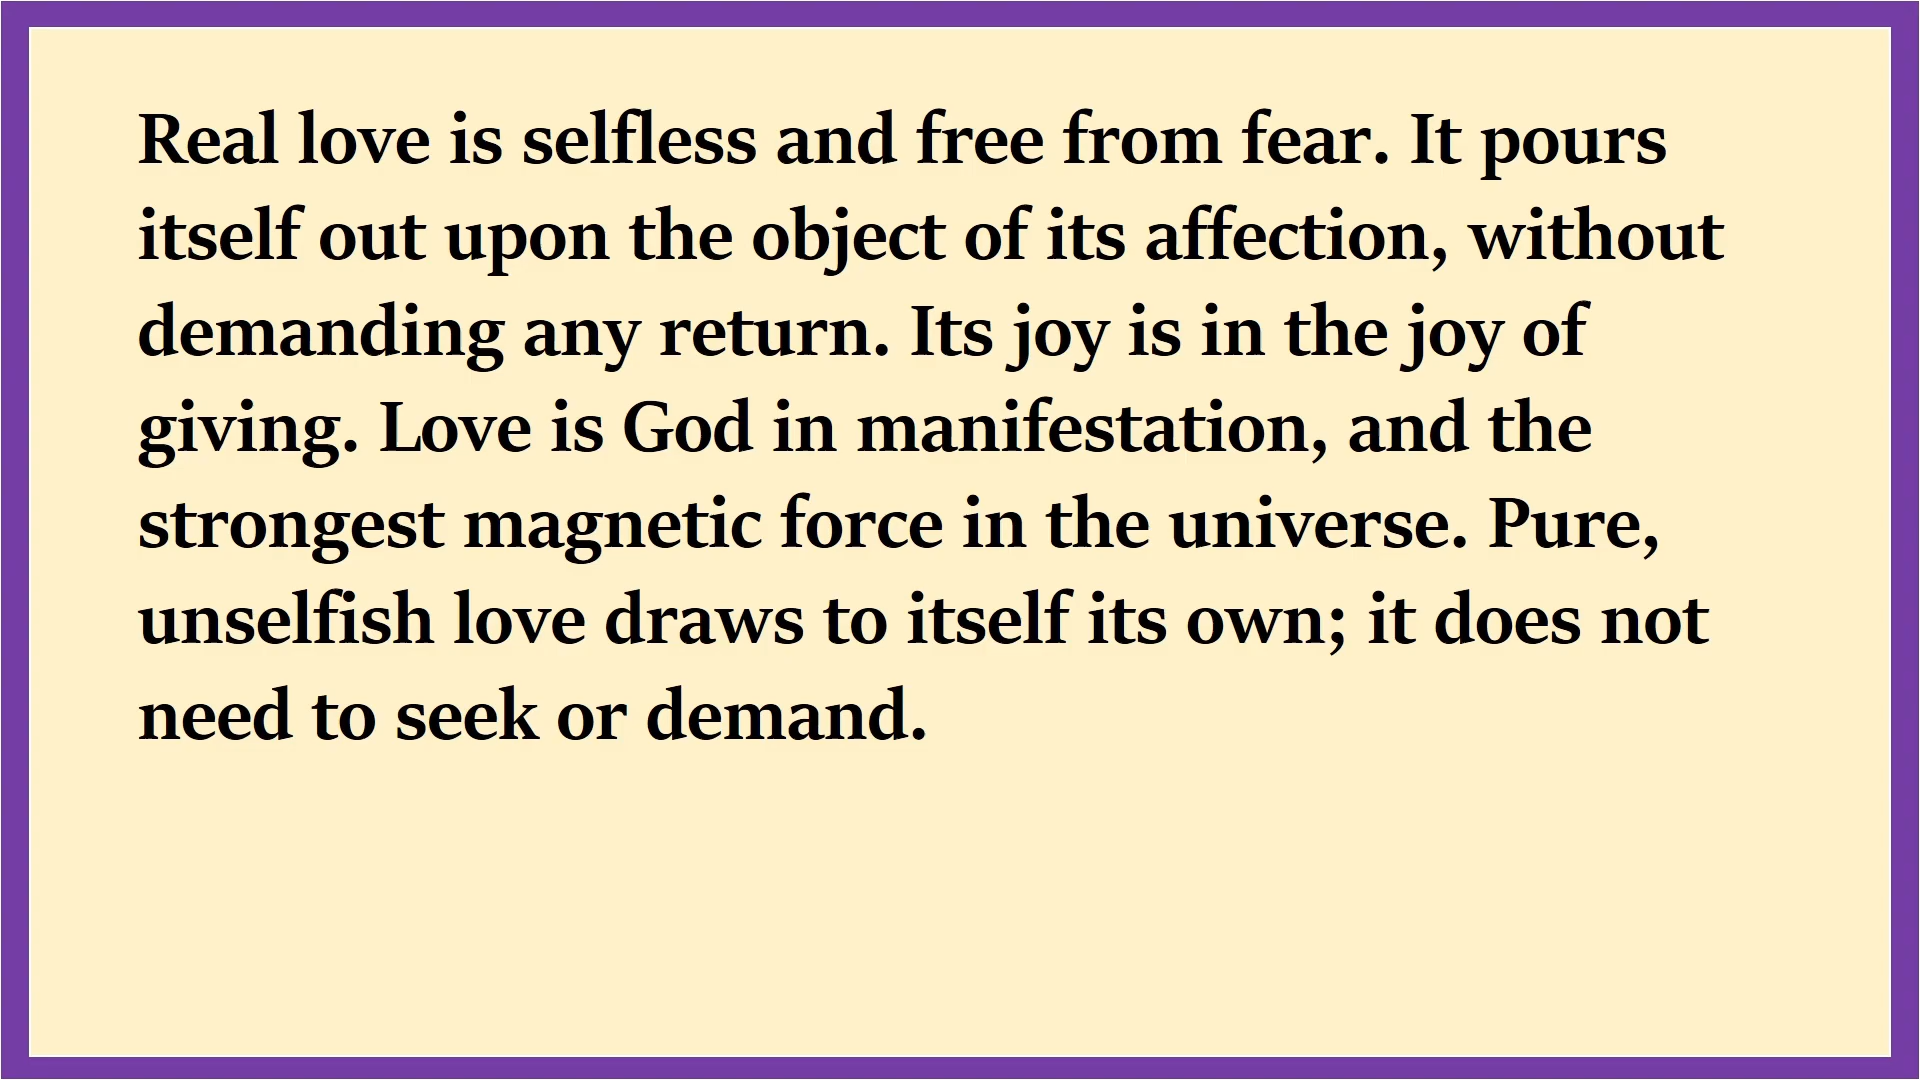 Real love is selfless and free from fear. It pours
itself out upon the object of its affection, without
demanding any return. Its joy is in the joy of
giving. Love is God in manifestation, and the
strongest magnetic force in the universe. Pure,
unselfish love draws to itself its own; it does not
need to seek or demand.